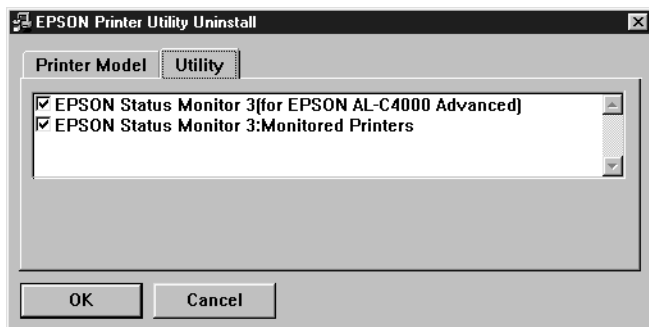 EPSON Printer Utility Uninstall
Printer Model Utility
EPSON Status Monitor 3(for EPSON AL-C4000 Advanced)
EPSON Status Monitor 3:Monitored Printers
OK Cancel